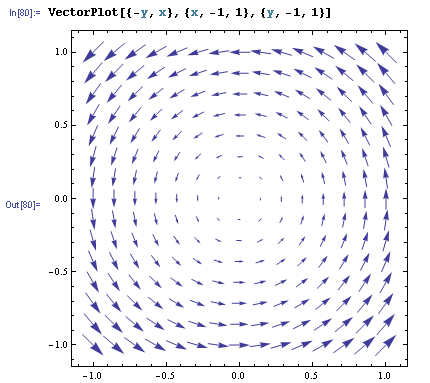 In[80]:= VectorPlot[{-y, x}, {x, -1, 1}, {y, -1, 1}]
1.0
0.5
Out[80]= 0.0
-0.5
-1.0
-1.0 -0.5 0.0 0.5 1.0